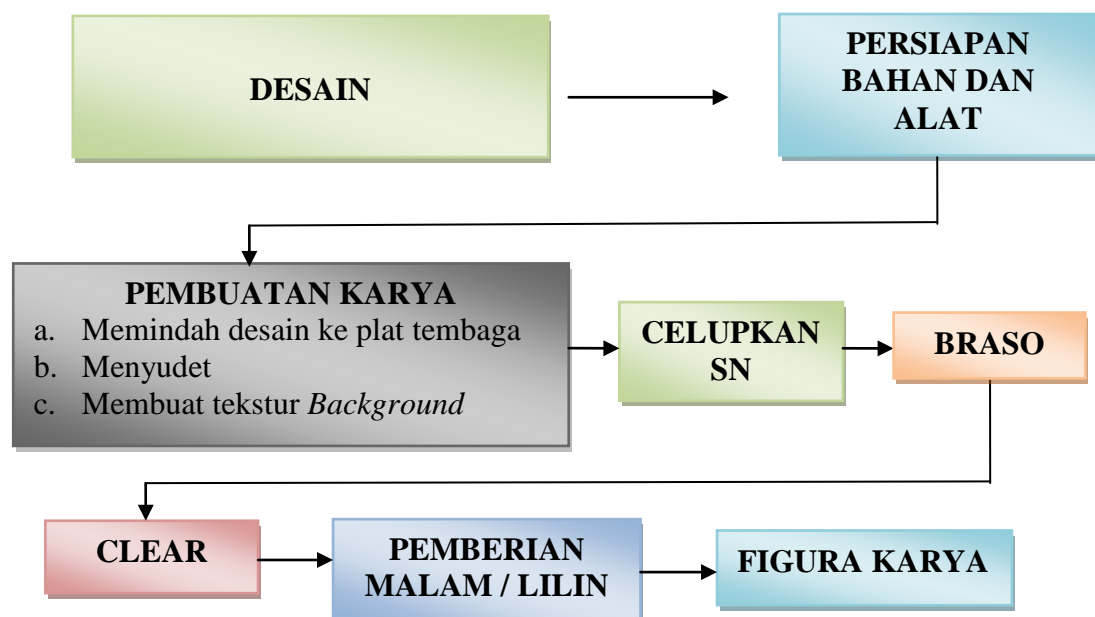 DESAIN
PERSIAPAN
BAHAN DAN
ALAT
PEMBUATAN KARYA
a. Memindah desain ke plat tembaga
b. Menyudet
c. Membuat tekstur Background
CELUPKAN
SN
BRASO
CLEAR
PEMBERIAN
MALAM / LILIN
FIGURA KARYA